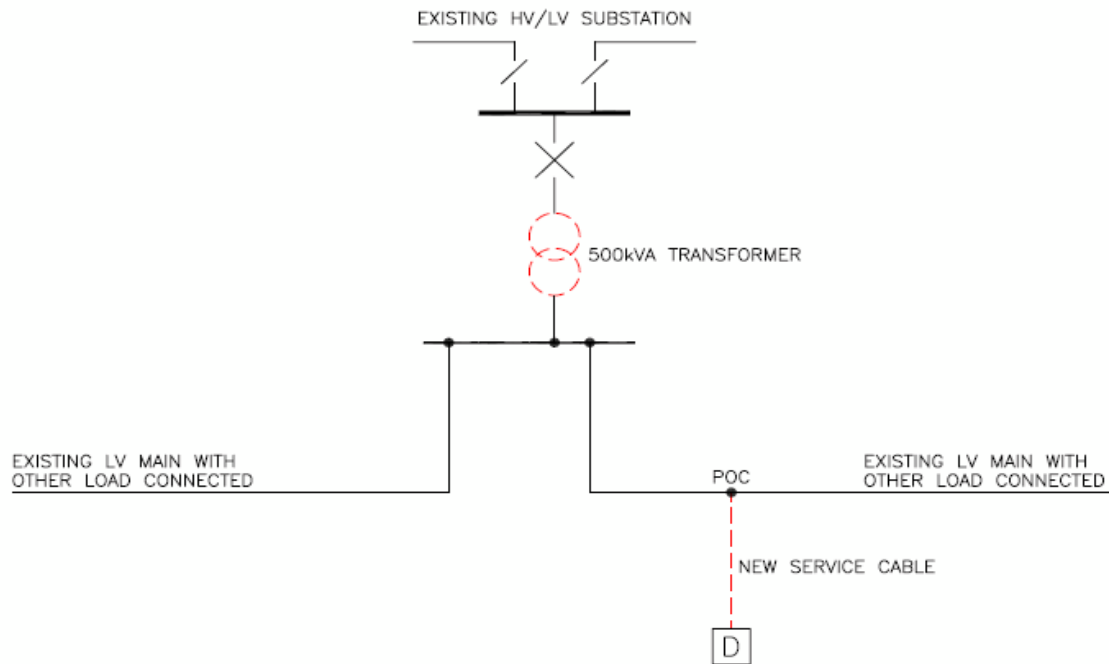 EXISTING HV/LV SUBSTATION
500kVA TRANSFORMER
EXISTING LV MAIN WITH
OTHER LOAD CONNECTED
POC
EXISTING LV MAIN WITH
OTHER LOAD CONNECTED
NEW SERVICE CABLE
D